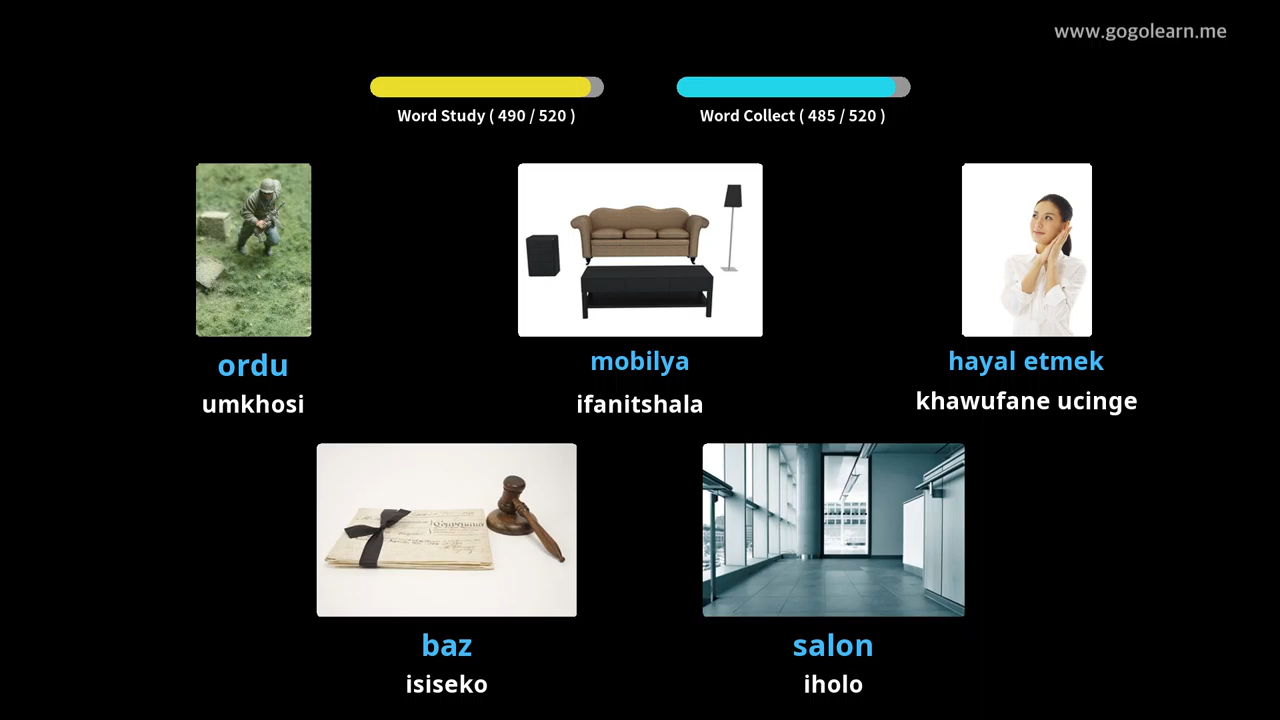 www.gogolearn.me
Word Study ( 490 / 520 )
Word Collect ( 485 / 520 )
ordu
umkhosi
mobilya
ifanitshala
hayal etmek
khawufane ucinge
baz
isiseko
salon
iholo